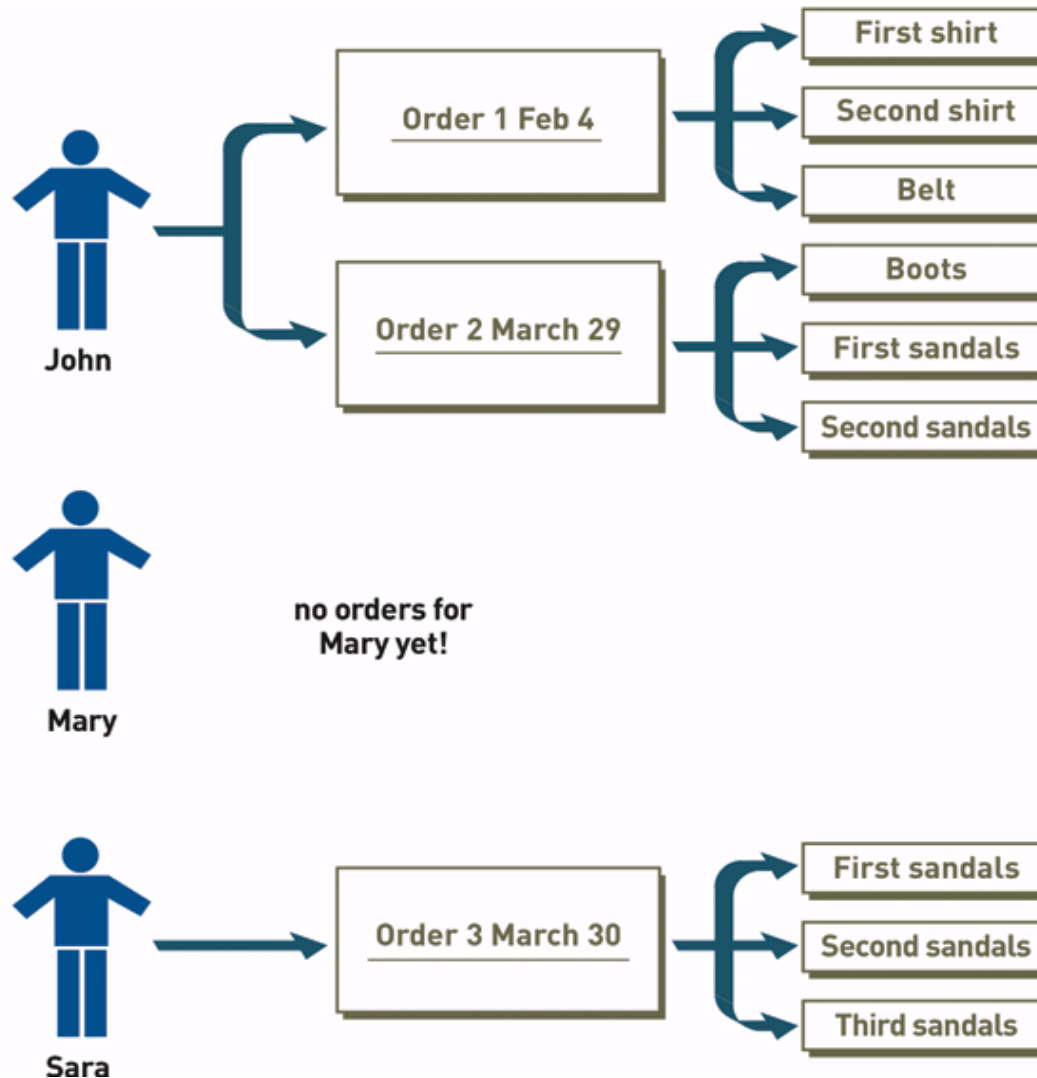 First shirt
Order 1 Feb 4
Second shirt
Belt
John
Order 2 March 29
Boots
First sandals
Second sandals
no orders for
Mary yet!
Mary
Order 3 March 30
First sandals
Second sandals
Third sandals
Sara